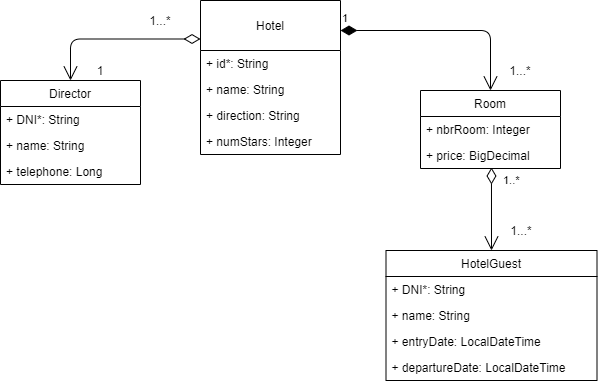 1...*
Hotel
1
+ id*: String
+ name: String
+ direction: String
+ numStars: Integer
1
Director
+ DNI*: String
+ name: String
+ telephone: Long
1...*
Room
+ nbrRoom: Integer
+ price: BigDecimal
1..*
1...*
HotelGuest
+ DNI*: String
+ name: String
+ entryDate: LocalDateTime
+ departureDate: LocalDateTime